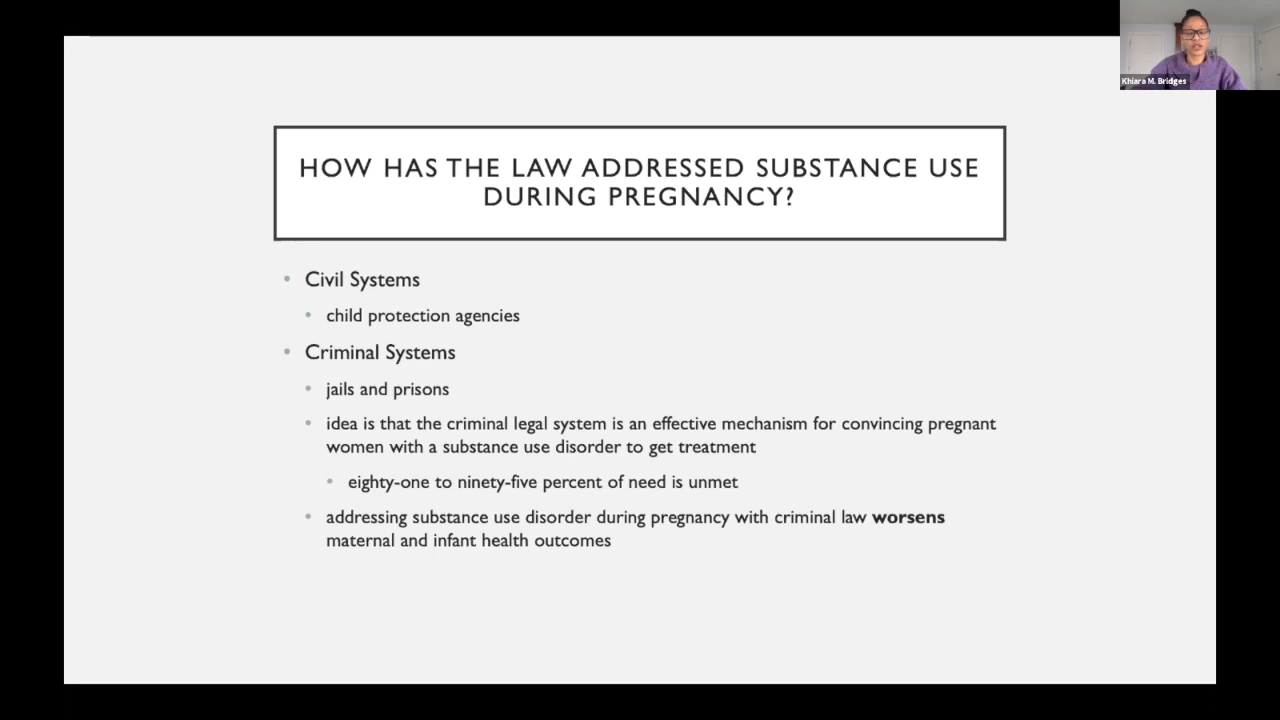 Khiara M. Bridges
HOW HAS THE LAW ADDRESSED SUBSTANCE USE
DURING PREGNANCY?
• Civil Systems
• child protection agencies
• Criminal Systems
• jails and prisons
• idea is that the criminal legal system is an effective mechanism for convincing pregnant
women with a substance use disorder to get treatment
• eighty-one to ninety-five percent of need is unmet
• addressing substance use disorder during pregnancy with criminal law worsens
maternal and infant health outcomes